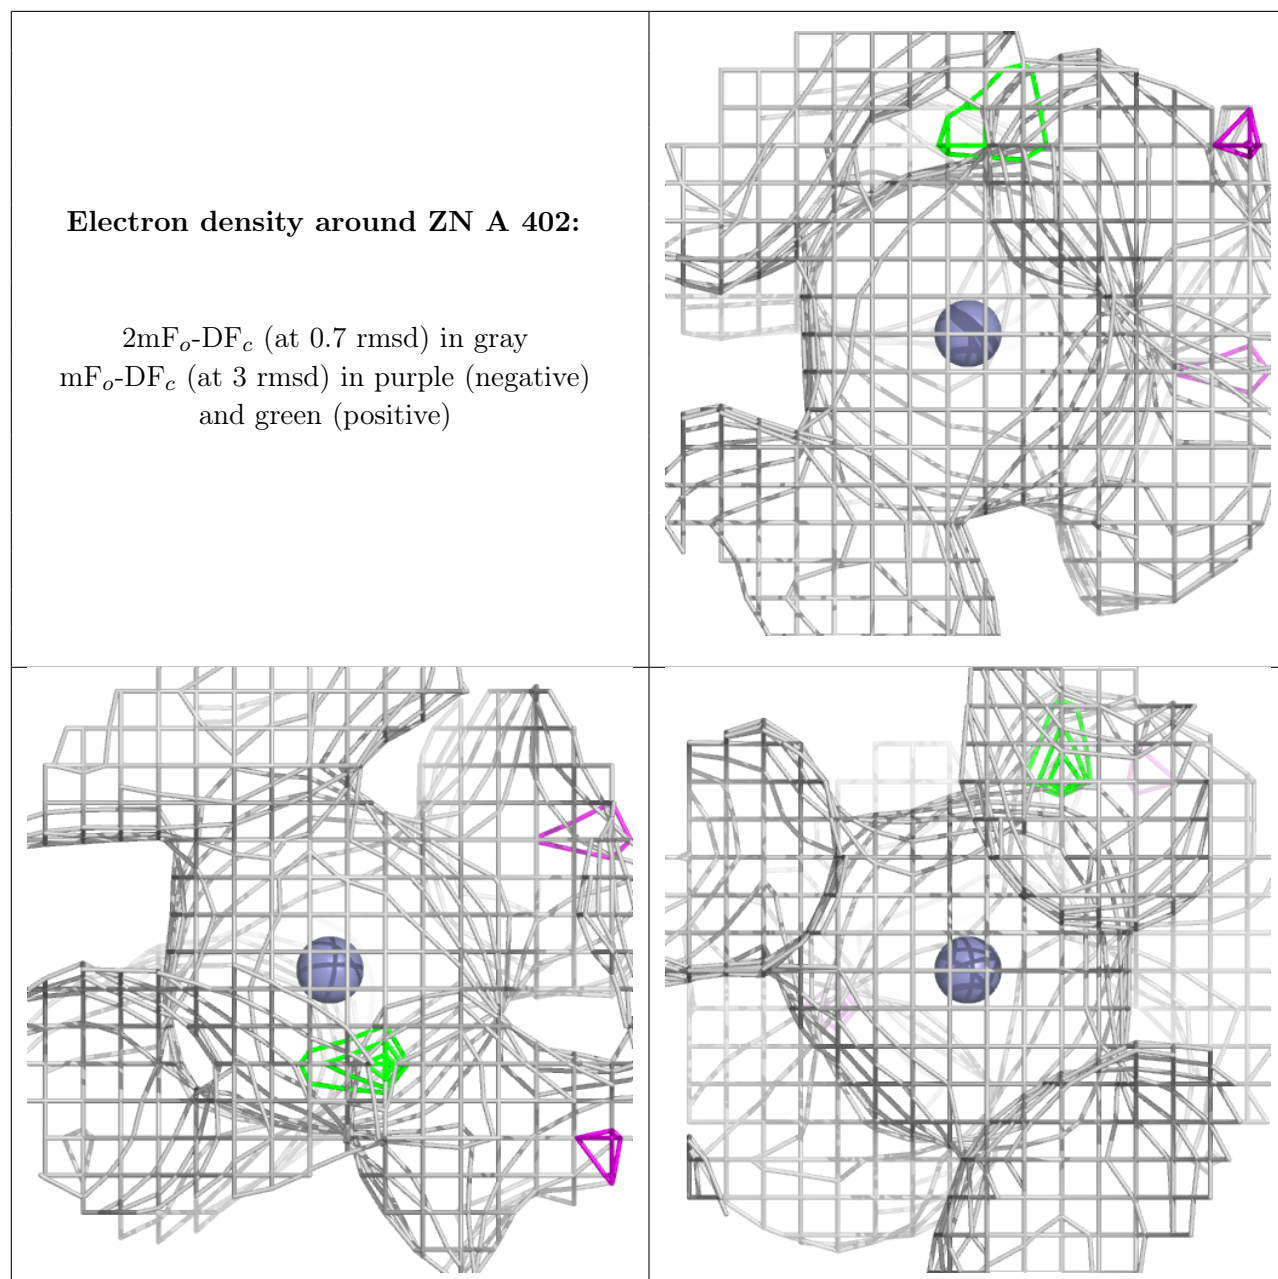 Electron density around ZN A 402:
2mFo-DFc (at 0.7 rmsd) in gray
mFo-DFc (at 3 rmsd) in purple (negative)
and green (positive)